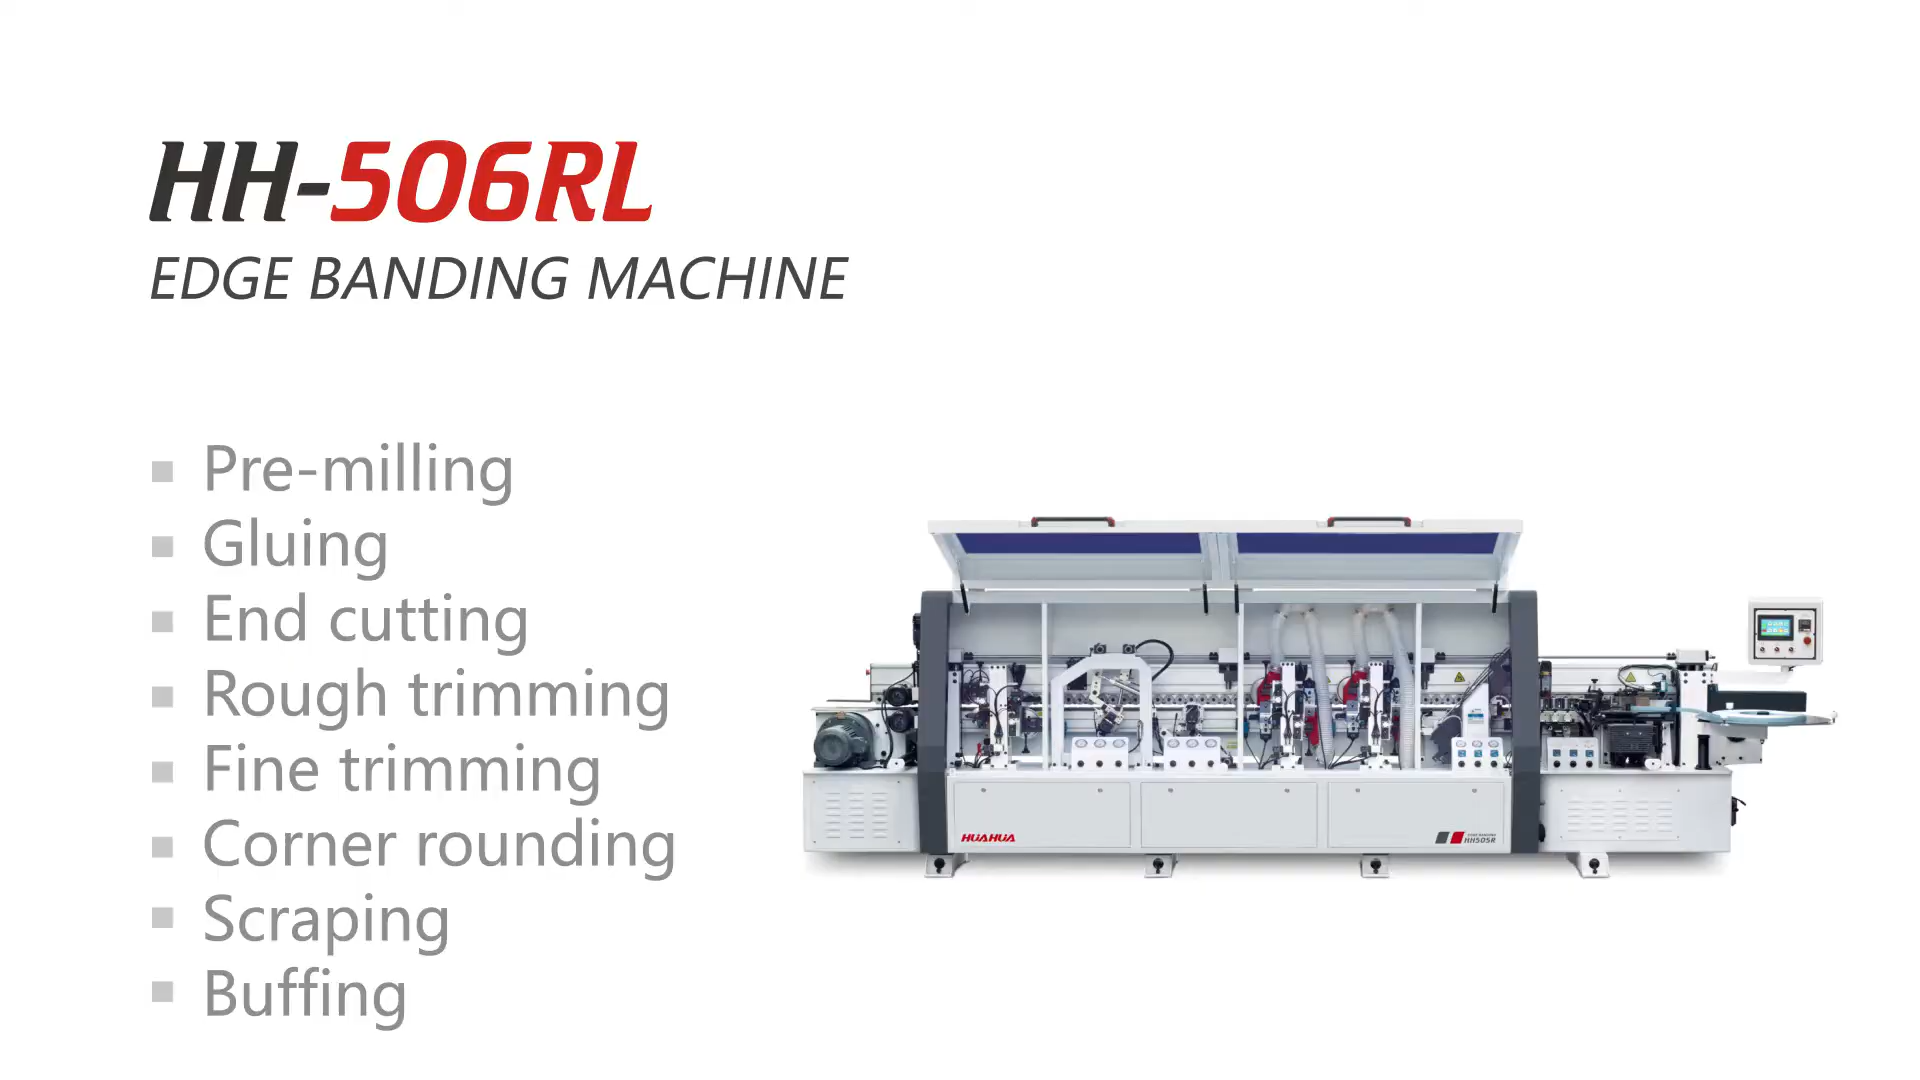 HH-506RL
EDGE BANDING MACHINE
Pre-milling
Gluing
End cutting
Rough trimming
Fine trimming
Corner rounding
Scraping
Buffing
HUAHUA
HH505R